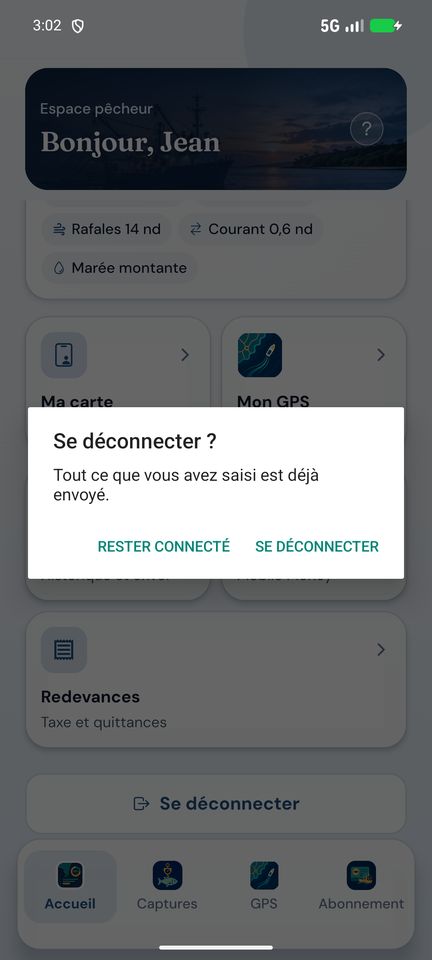 3:02
5G
Espace pêcheur
Bonjour, Jean
?
Rafales 14 nd
Courant 0,6 nd
Marée montante
Ma carte
Mon GPS
Se déconnecter ?
Tout ce que vous avez saisi est déjà
envoyé.
RESTER CONNECTÉ
SE DÉCONNECTER
Redevances
Taxe et quittances
Se déconnecter
Accueil
Captures
GPS
Abonnement